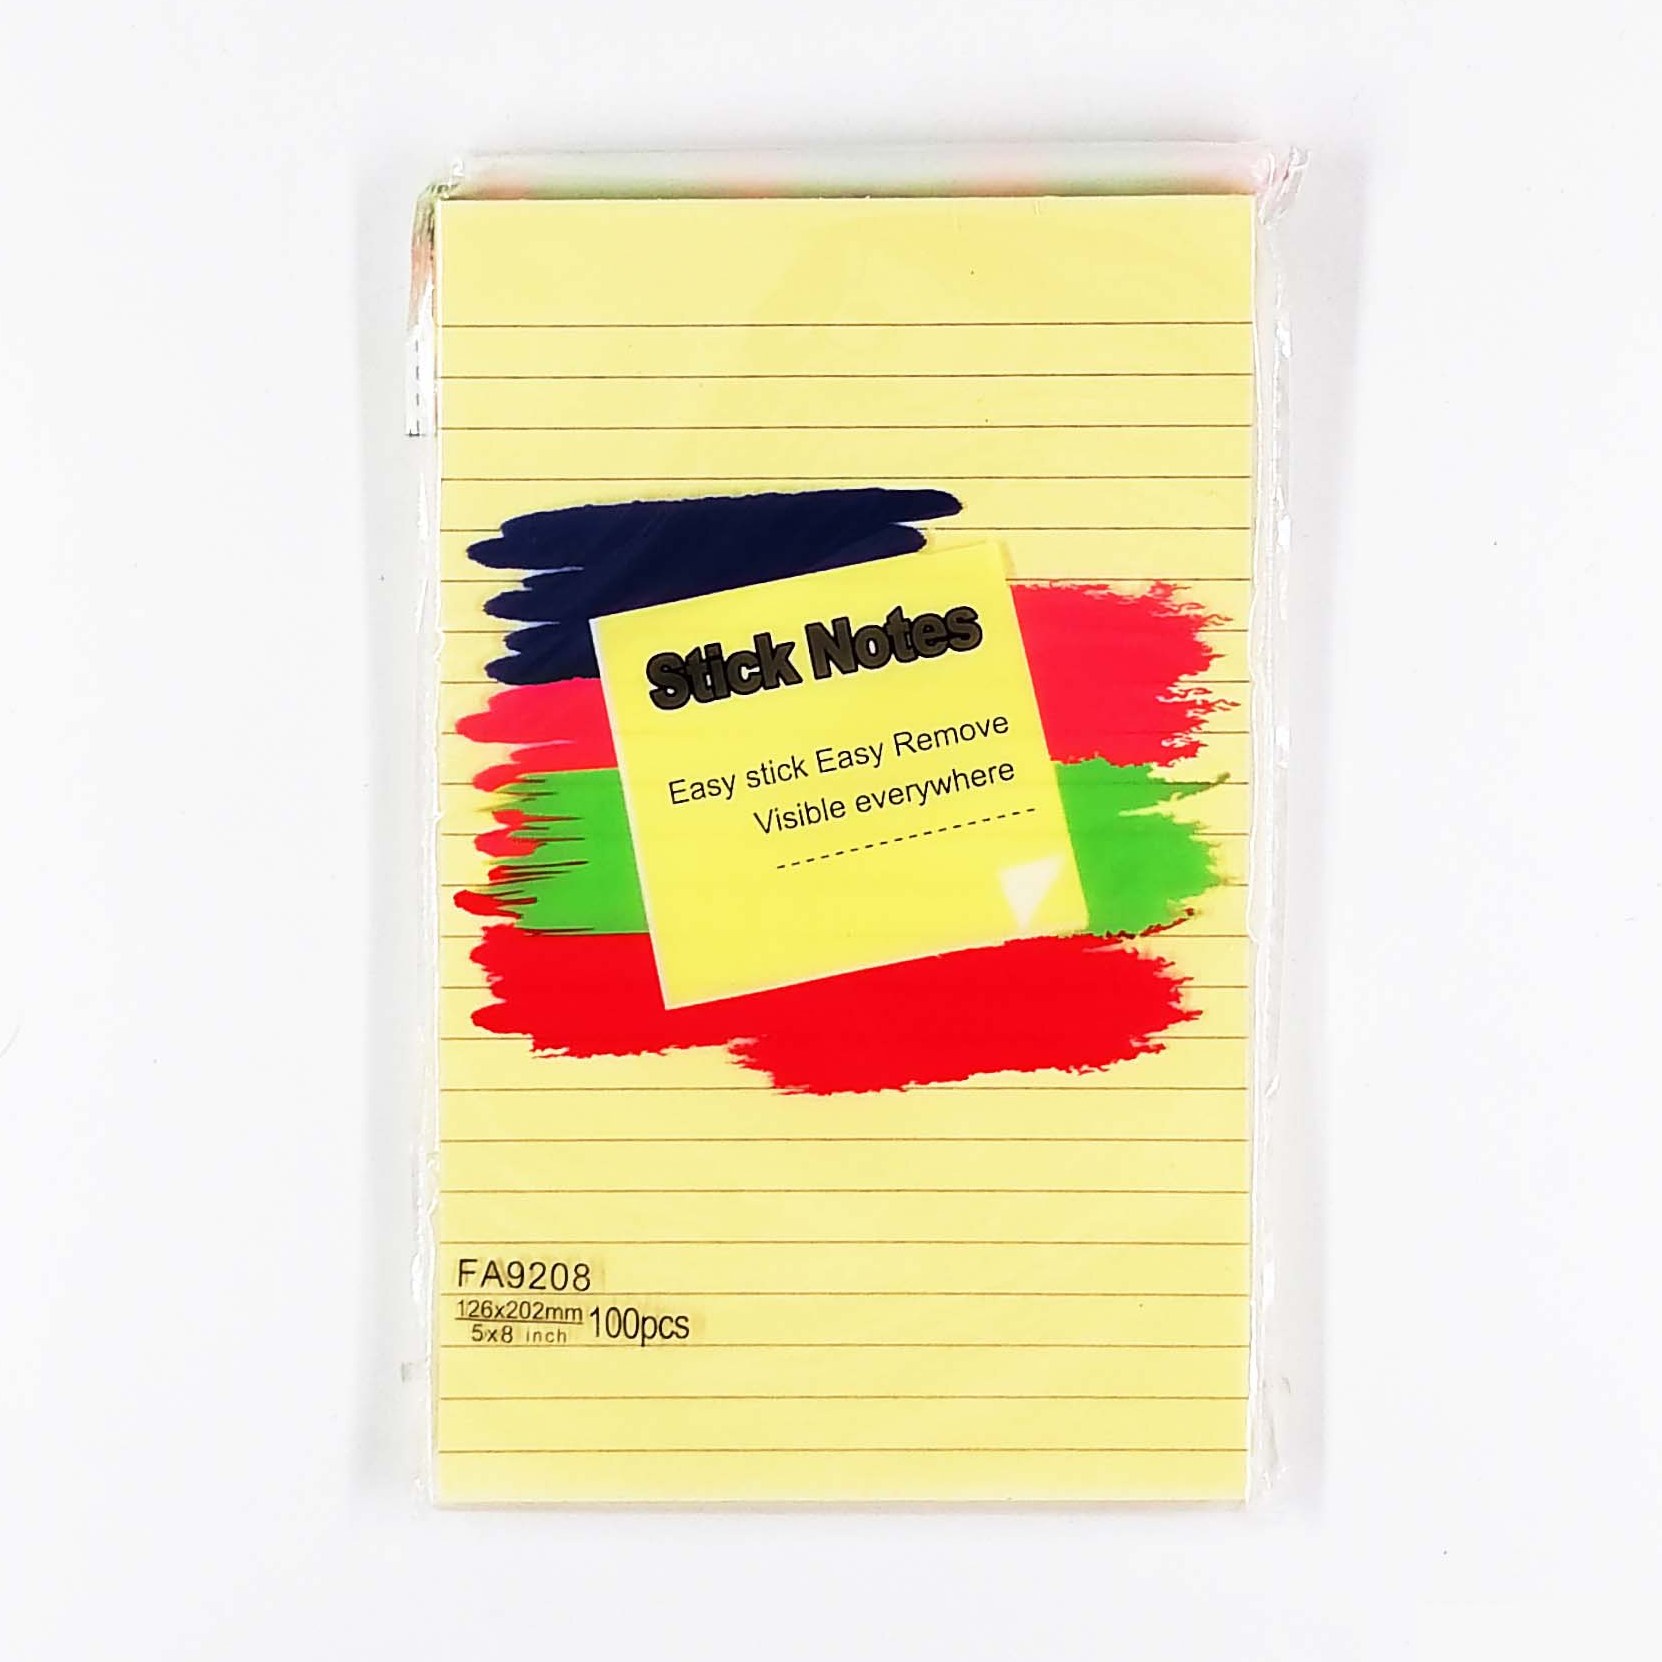 Stick Notes
Easy stick Easy Remove
Visible everywhere
FA9208
126x202mm
5x8 inch
100pcs